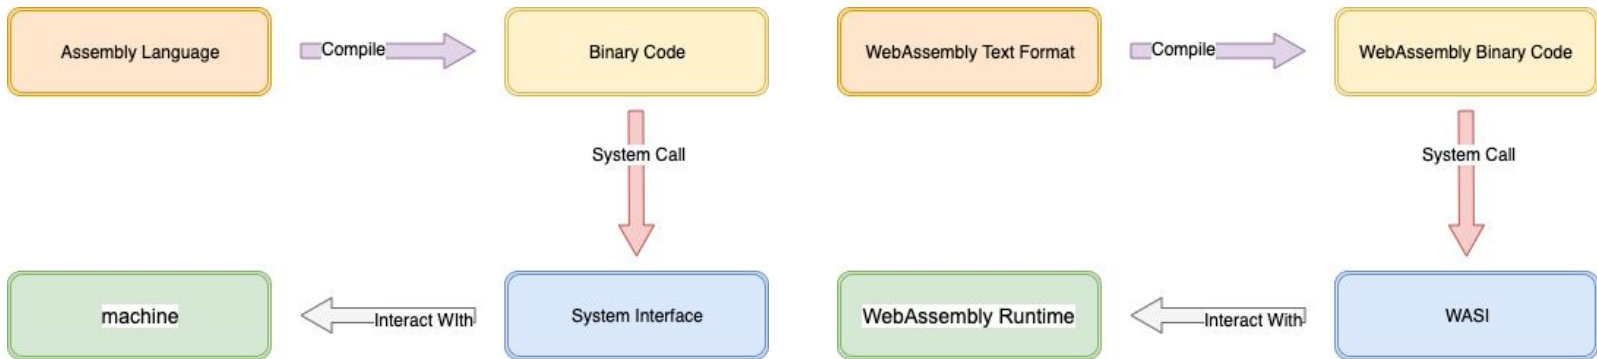 Assembly Language
Compile
Binary Code
System Call
machine
Interact WIth
System Interface
WebAssembly Text Format
Compile
WebAssembly Binary Code
System Call
WebAssembly Runtime
Interact With
WASI